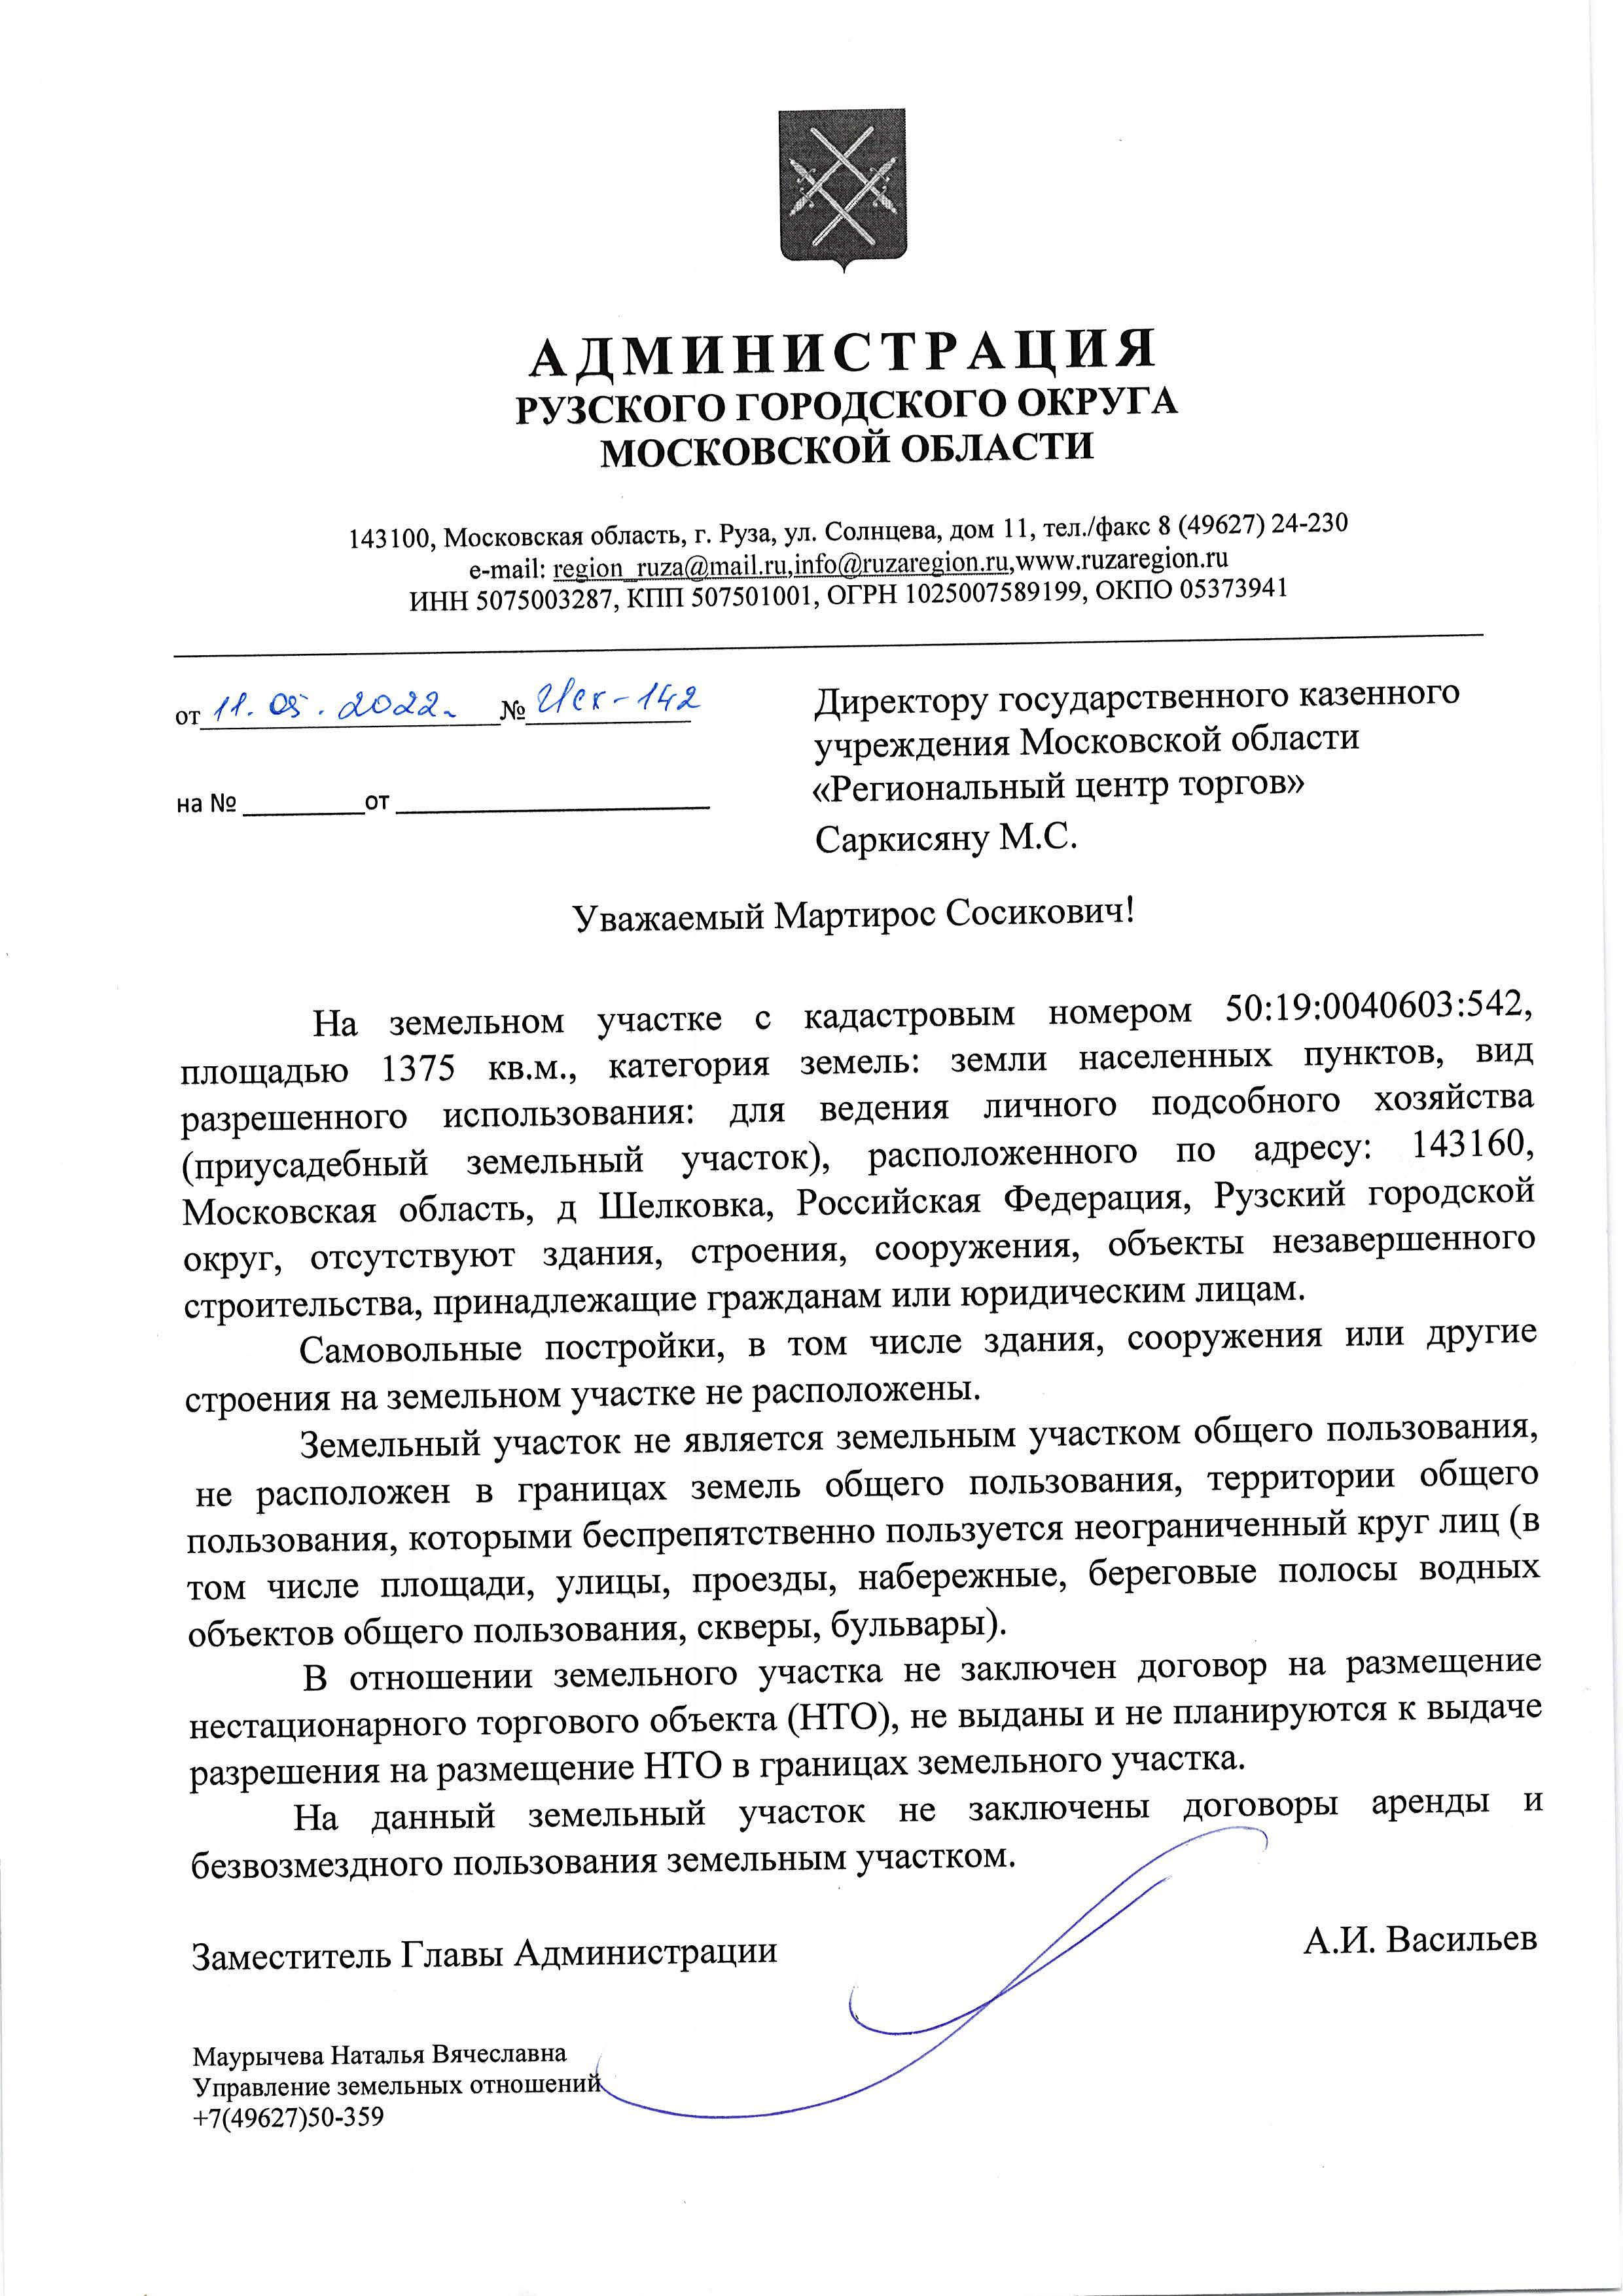 АДМИНИСТРАЦИЯ
РУЗСКОГО ГОРОДСКОГО ОКРУГА
МОСКОВСКОЙ ОБЛАСТИ
143100, Московская область, г. Руза, ул. Солнцева, дом 11, тел./факс 8 (49627) 24-230
e-mail: region_ruza@mail.ru,info@ruzaregion.ru,www.ruzaregion.ru
ИНН 5075003287, КПП 507501001, ОГРН 1025007589199, ОКПО 05373941
от 11.05.2022. № Исх-142
на № ________от ____________________
Директору государственного казенного
учреждения Московской области
«Региональный центр торгов»
Саркисяну М.С.
Уважаемый Мартирос Сосикович!
На земельном участке с кадастровым номером 50:19:0040603:542,
площадью 1375 кв.м., категория земель: земли населенных пунктов, вид
разрешенного использования: для ведения личного подсобного хозяйства
(приусадебный земельный участок), расположенного по адресу: 143160,
Московская область, д Шелковка, Российская Федерация, Рузский городской
округ, отсутствуют здания, строения, сооружения, объекты незавершенного
строительства, принадлежащие гражданам или юридическим лицам.
Самовольные постройки, в том числе здания, сооружения или другие
строения на земельном участке не расположены.
Земельный участок не является земельным участком общего пользования,
не расположен в границах земель общего пользования, территории общего
пользования, которыми беспрепятственно пользуется неограниченный круг лиц (в
том числе площади, улицы, проезды, набережные, береговые полосы водных
объектов общего пользования, скверы, бульвары).
В отношении земельного участка не заключен договор на размещение
нестационарного торгового объекта (НТО), не выданы и не планируются к выдаче
разрешения на размещение НТО в границах земельного участка.
На данный земельный участок не заключены договоры аренды и
безвозмездного пользования земельным участком.
Заместитель Главы Администрации А.И. Васильев
Маурычева Наталья Вячеславна
Управление земельных отношений
+7(49627)50-359